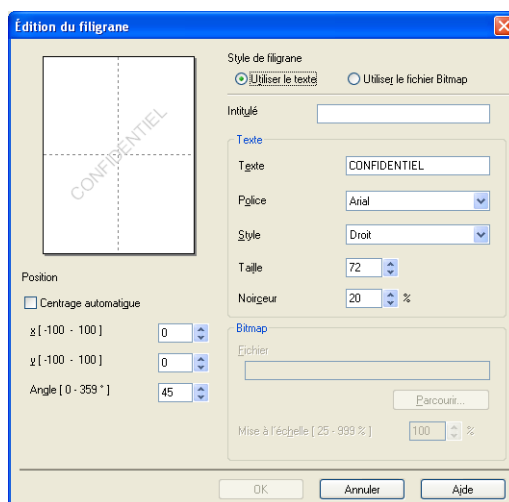 Édition du filigrane
CONFIDENTIEL
Style de filigrane
Utiliser le texte
Utiliser le fichier Bitmap
Intitulé
Texte
Texte CONFIDENTIEL
Police Arial
Style Droit
Taille 72
Noirceur 20 %
Position
Centrage automatique
x [ -100 - 100 ] 0
y [ -100 - 100 ] 0
Angle [ 0 - 359 ° ] 45
Bitmap
Fichier
Parcourir...
Mise à l'échelle [ 25 - 999 % ] 100 %
OK Annuler Aide